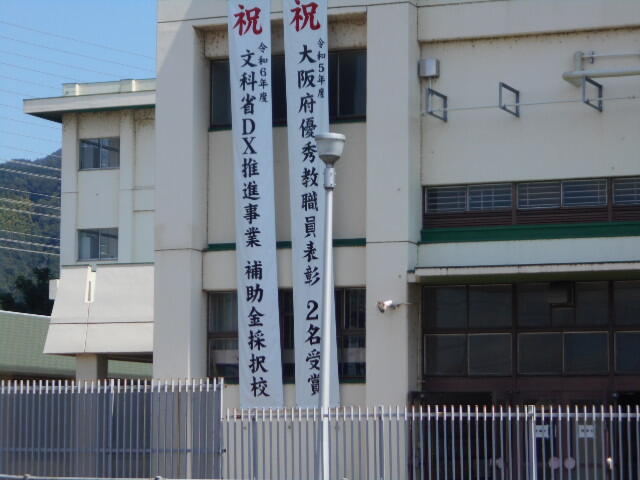 祝
令和5年度
大阪府優秀教職員表彰 2名受賞
祝
令和6年度
文科省DX推進事業 補助金採択校